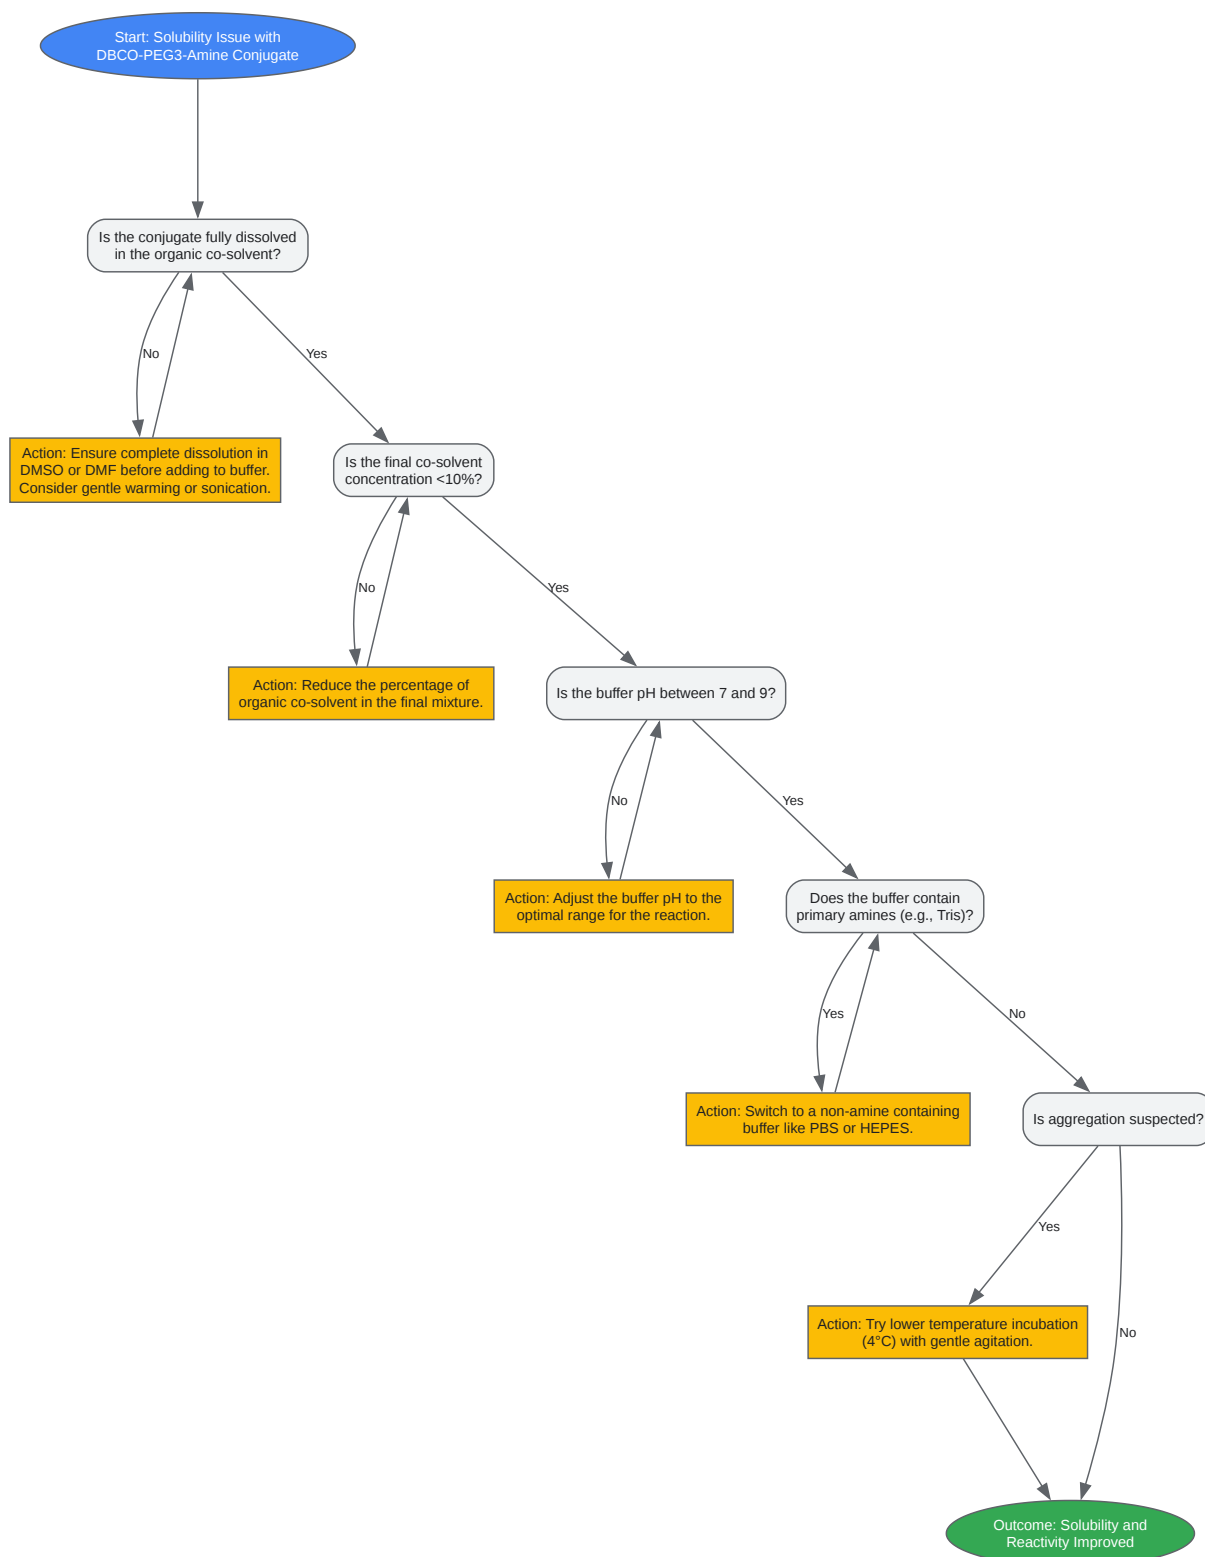 Start: Solubility Issue with
DBCO-PEG3-Amine Conjugate
Is the conjugate fully dissolved
in the organic co-solvent?
No
Yes
Action: Ensure complete dissolution in
DMSO or DMF before adding to buffer.
Consider gentle warming or sonication.
Is the final co-solvent
concentration <10%?
No
Yes
Action: Reduce the percentage of
organic co-solvent in the final mixture.
Is the buffer pH between 7 and 9?
No
Yes
Action: Adjust the buffer pH to the
optimal range for the reaction.
Does the buffer contain
primary amines (e.g., Tris)?
Yes
No
Action: Switch to a non-amine containing
buffer like PBS or HEPES.
Is aggregation suspected?
Yes
No
Action: Try lower temperature incubation
(4°C) with gentle agitation.
Outcome: Solubility and
Reactivity Improved